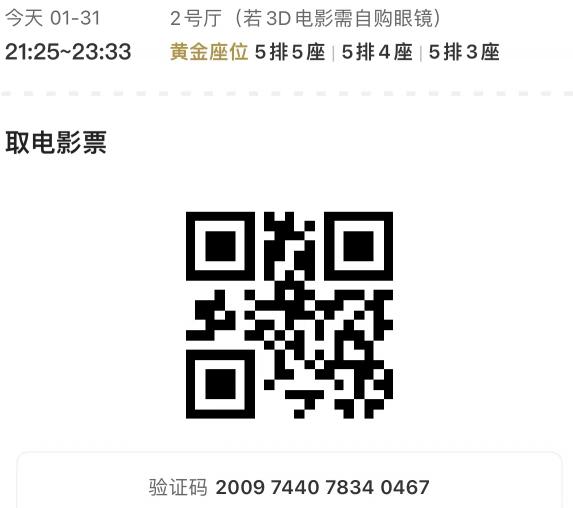 今天 01-31
2号厅（若3D电影需自购眼镜）
21:25~23:33
黄金座位 5排5座 | 5排4座 | 5排3座
取电影票
验证码 2009 7440 7834 0467